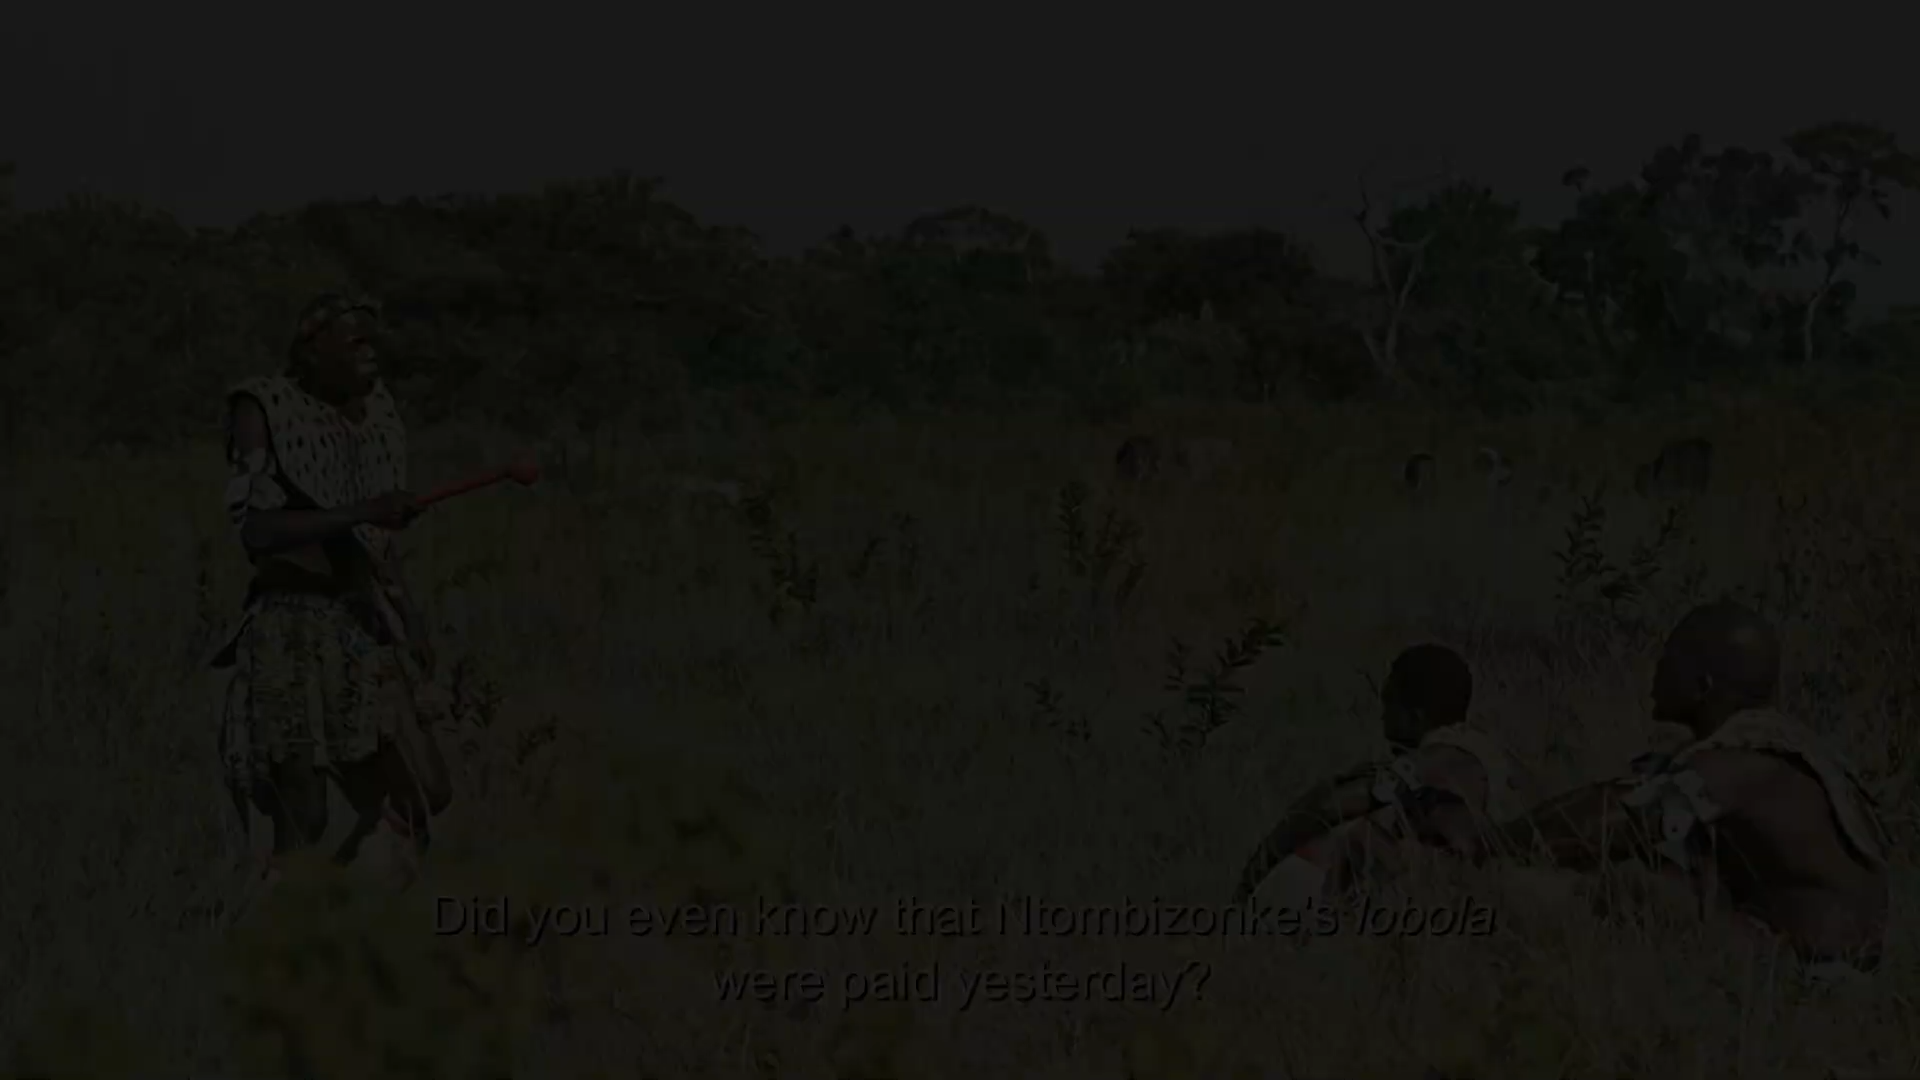 Did you even know that Ntombizonke's lobola
were paid yesterday?